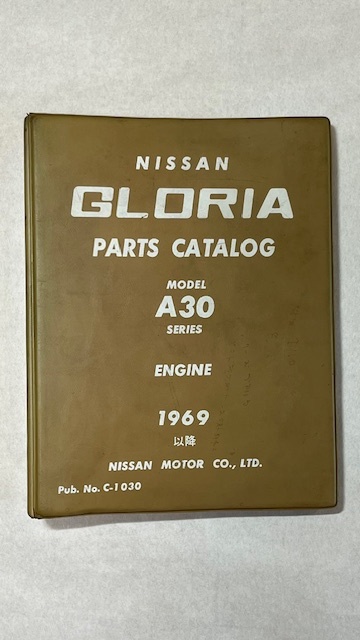 NISSAN
GLORIA
PARTS CATALOG
MODEL
A30
SERIES
ENGINE
1969
以降
NISSAN MOTOR CO., LTD.
Pub. No. C-1030